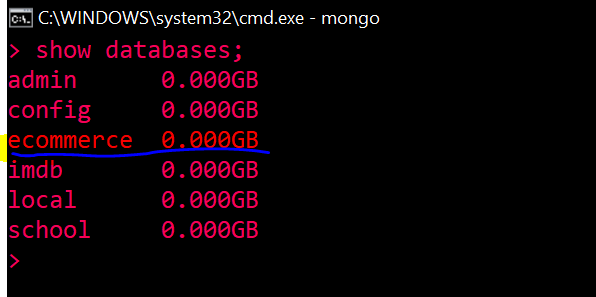 C:\WINDOWS\system32\cmd.exe - mongo
> show databases;
admin 0.000GB
config 0.000GB
ecommerce 0.000GB
imdb 0.000GB
local 0.000GB
school 0.000GB
>